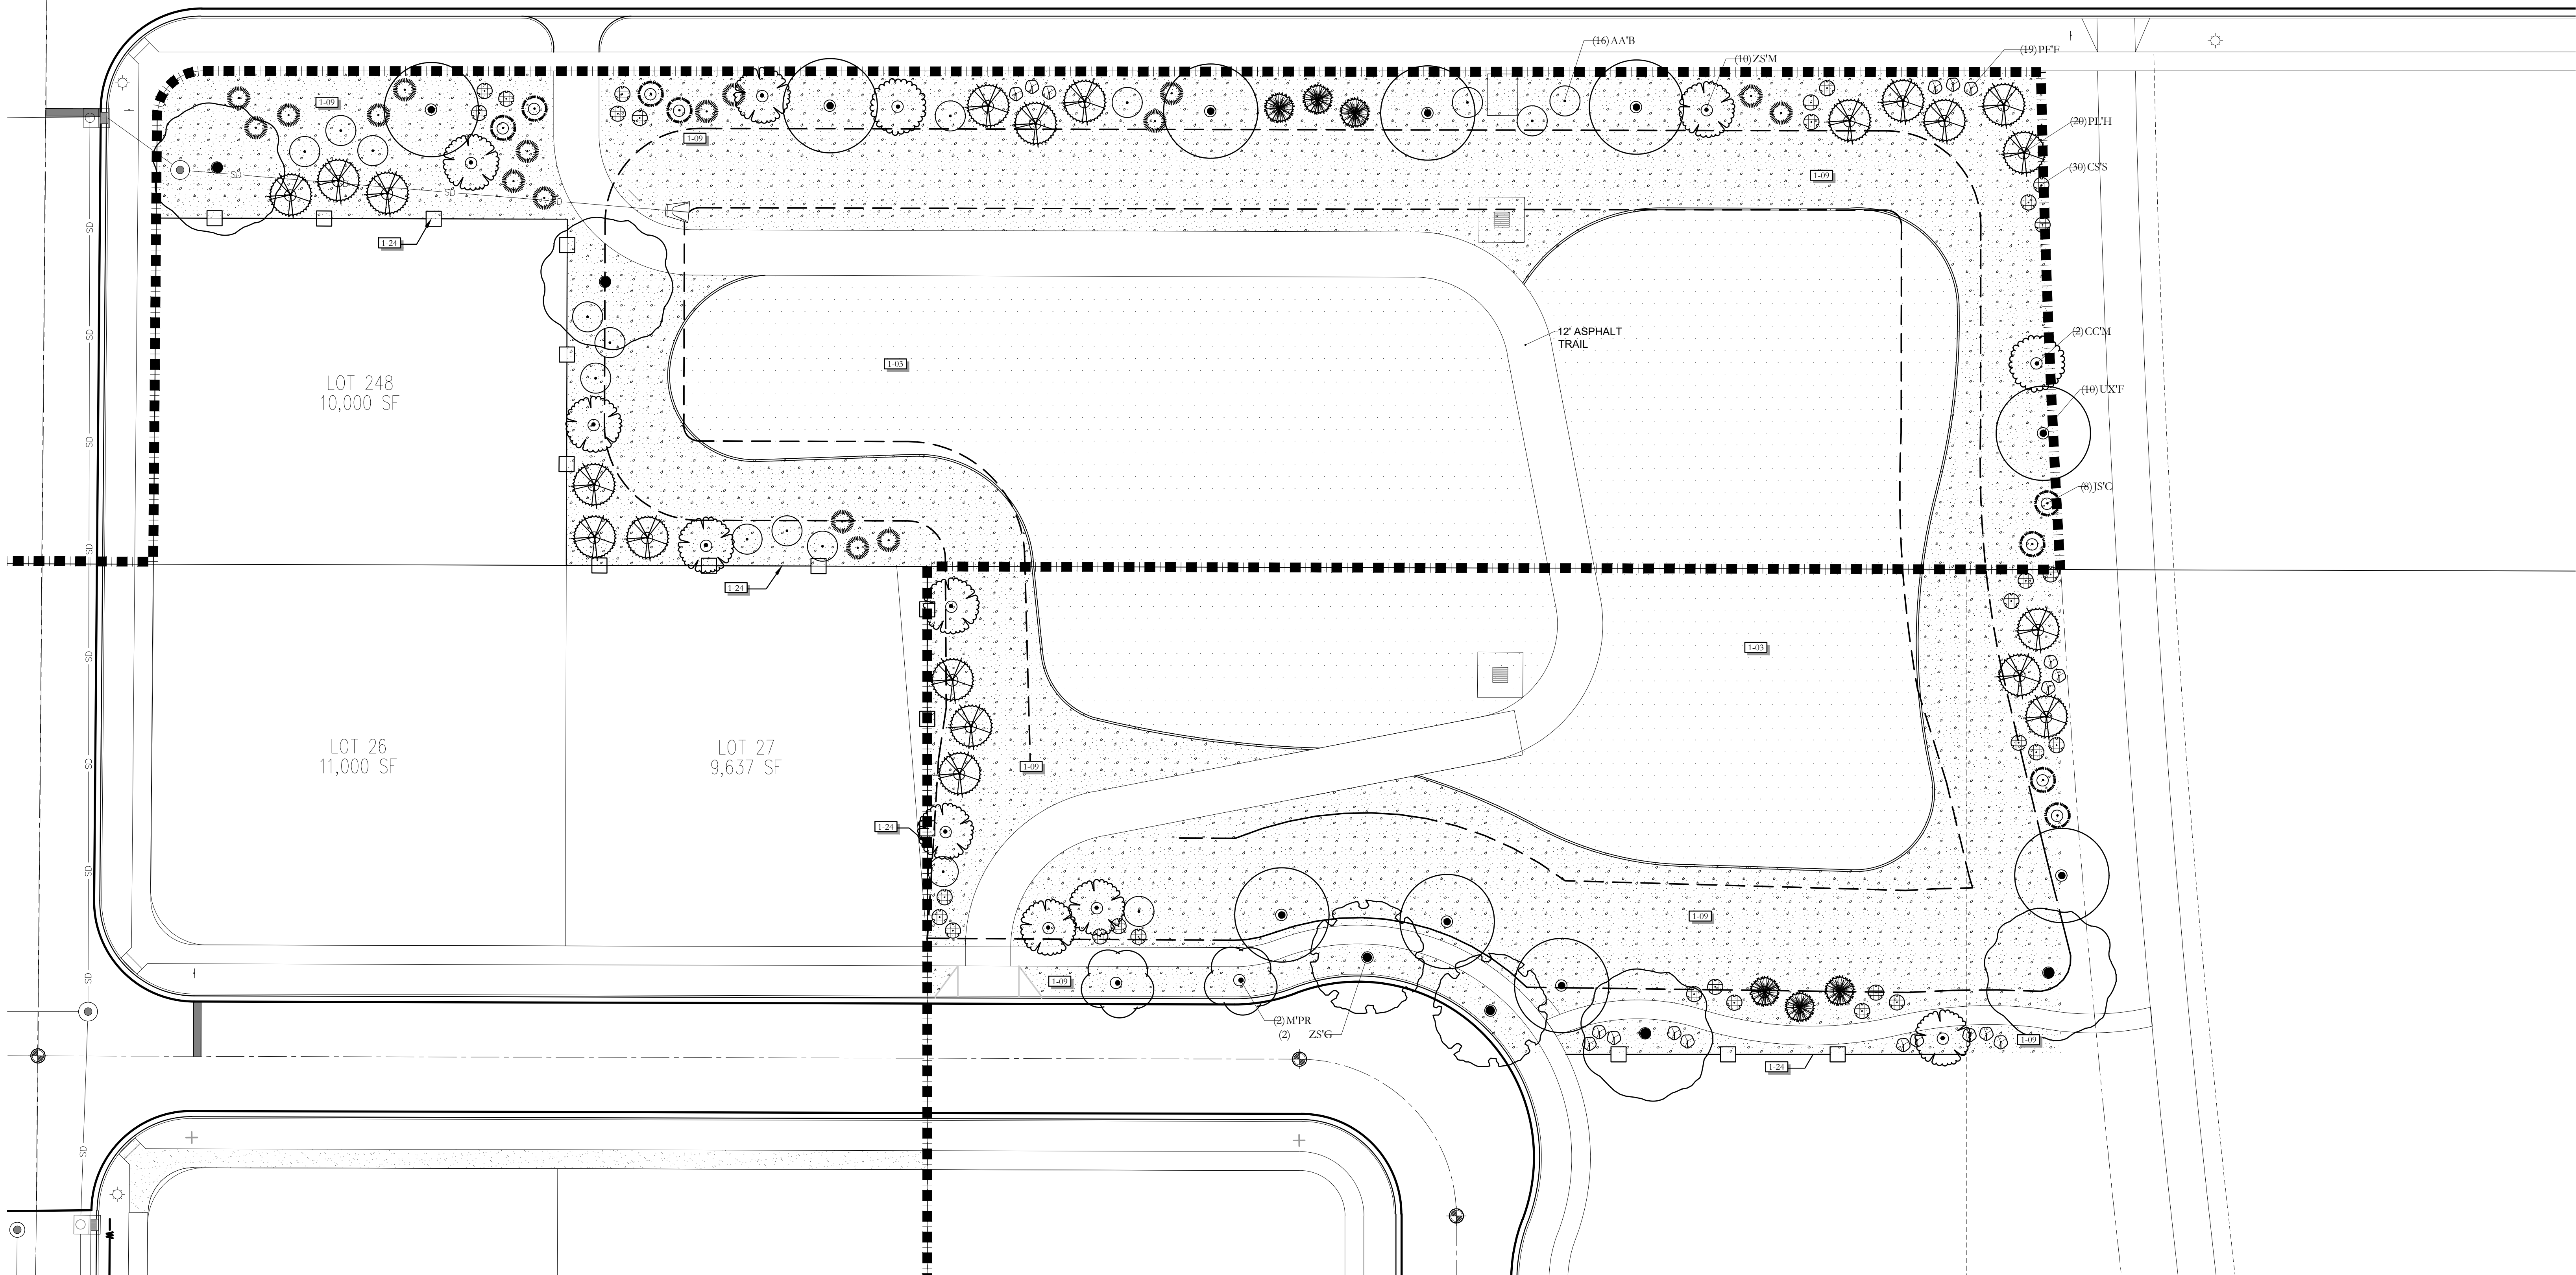 (16) AA'B
(10) ZS'M
(19) PF'F
1-09
1-09
(20) PL'H
(30) CS'S
1-09
SD
SD
SD
SD
1-24
12' ASPHALT
TRAIL
(2) CC'M
SD
1-03
LOT 248
10,000 SF
(10) UX'F
SD
(8) JS'C
SD
1-24
1-03
SD
LOT 26
11,000 SF
LOT 27
9,637 SF
SD
1-09
1-24
SD
1-09
SD
1-09
(2) M'PR
(2) ZS'G
1-09
1-24
SD
W